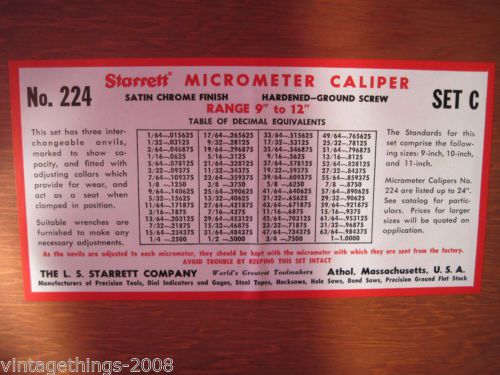 No. 224
Starrett MICROMETER CALIPER
SATIN CHROME FINISH HARDENED-GROUND SCREW
RANGE 9" to 12"
TABLE OF DECIMAL EQUIVALENTS
SET C
This set has three inter-
changeable anvils,
marked to show ca-
pacity, and fitted with
adjusting collars which
provide for wear, and
act as a seat when
clamped in position.
Suitable wrenches are
furnished to make any
necessary adjustments.
1/64-.015625 17/64-.265625 33/64-.515625 49/64-.765625
1/32-.03125 9/32-.28125 17/32-.53125 25/32-.78125
3/64-.046875 19/64-.296875 35/64-.546875 51/64-.796875
1/16-.0625 5/16-.3125 9/16-.5625 13/16-.8125
5/64-.078125 21/64-.328125 37/64-.578125 53/64-.828125
3/32-.09375 11/32-.34375 19/32-.59375 27/32-.84375
7/64-.109375 23/64-.359375 39/64-.609375 55/64-.859375
1/8-.1250 3/8-.3750 5/8-.6250 7/8-.8750
9/64-.140625 25/64-.390625 41/64-.640625 57/64-.890625
5/32-.15625 13/32-.40625 21/32-.65625 29/32-.90625
11/64-.171875 27/64-.421875 43/64-.671875 59/64-.921875
3/16-.1875 7/16-.4375 11/16-.6875 15/16-.9375
13/64-.203125 29/64-.453125 45/64-.703125 61/64-.953125
7/32-.21875 15/32-.46875 23/32-.71875 31/32-.96875
15/64-.234375 31/64-.484375 47/64-.734375 63/64-.984375
1/4-.2500 1/2-.5000 3/4-.7500 1-1.0000
The Standards for this
set comprise the follow-
ing sizes: 9-inch, 10-inch,
and 11-inch.
Micrometer Calipers No.
224 are listed up to 24".
See catalog for partic-
ulars. Prices for larger
sizes will be quoted on
application.
As the anvils are adjusted to each micrometer, they should be kept with the micrometer with which they are sent from the factory.
AVOID TROUBLE BY KEEPING THIS SET INTACT
THE L. S. STARRETT COMPANY World's Greatest Toolmakers Athol, Massachusetts, U. S. A.
Manufacturers of Precision Tools, Dial Indicators and Gages, Steel Tapes, Hacksaws, Hole Saws, Band Saws, Precision Ground Flat Stock
vintagethings-2008